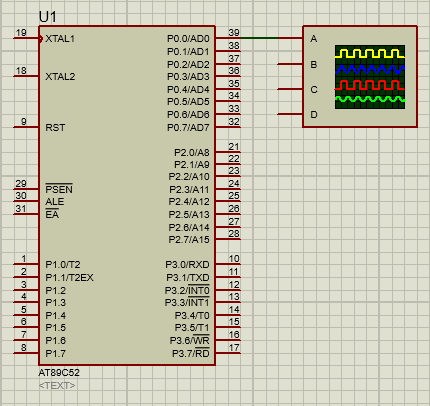 U1
19 XTAL1 P0.0/AD0 39 A
P0.1/AD1 38
P0.2/AD2 37 B
18 XTAL2 P0.3/AD3 36
P0.4/AD4 35 C
P0.5/AD5 34
P0.6/AD6 33 D
9 RST P0.7/AD7 32
P2.0/A8 21
P2.1/A9 22
P2.2/A10 23
29 PSEN P2.3/A11 24
30 ALE P2.4/A12 25
31 EA P2.5/A13 26
P2.6/A14 27
P2.7/A15 28
1 P1.0/T2 P3.0/RXD 10
2 P1.1/T2EX P3.1/TXD 11
3 P1.2 P3.2/INT0 12
4 P1.3 P3.3/INT1 13
5 P1.4 P3.4/T0 14
6 P1.5 P3.5/T1 15
7 P1.6 P3.6/WR 16
8 P1.7 P3.7/RD 17
AT89C52
<TEXT>